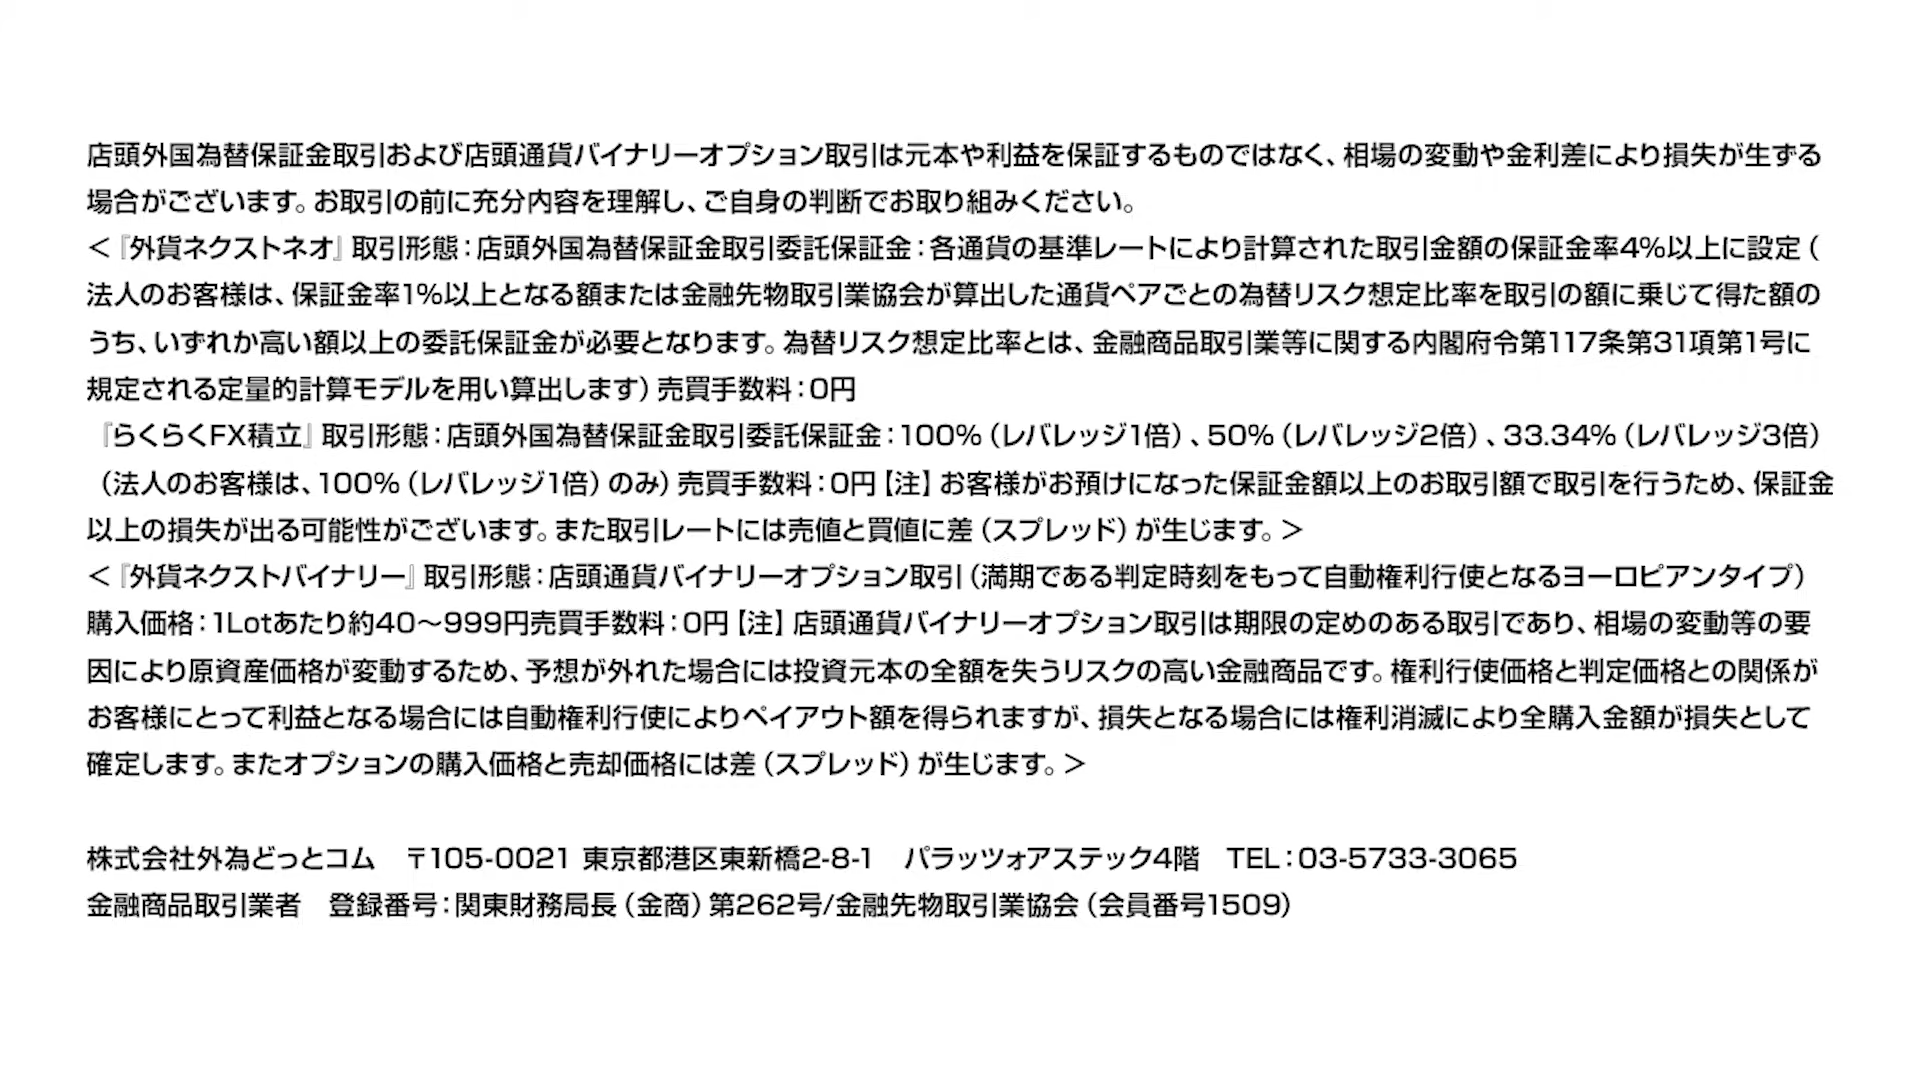 店頭外国為替保証金取引および店頭通貨バイナリーオプション取引は元本や利益を保証するものではなく、相場の変動や金利差により損失が生ずる
場合がございます。お取引の前に充分内容を理解し、ご自身の判断でお取り組みください。
＜『外貨ネクストネオ』取引形態：店頭外国為替保証金取引委託保証金：各通貨の基準レートにより計算された取引金額の保証金率4%以上に設定（
法人のお客様は、保証金率1%以上となる額または金融先物取引業協会が算出した通貨ペアごとの為替リスク想定比率を取引の額に乗じて得た額の
うち、いずれか高い額以上の委託保証金が必要となります。為替リスク想定比率とは、金融商品取引業等に関する内閣府令第117条第31項第1号に
規定される定量的計算モデルを用い算出します）売買手数料：0円
『らくらくFX積立』取引形態：店頭外国為替保証金取引委託保証金：100%（レバレッジ1倍）、50%（レバレッジ2倍）、33.34%（レバレッジ3倍）
（法人のお客様は、100%（レバレッジ1倍）のみ）売買手数料：0円【注】お客様がお預けになった保証金額以上のお取引額で取引を行うため、保証金
以上の損失が出る可能性がございます。また取引レートには売値と買値に差（スプレッド）が生じます。＞
＜『外貨ネクストバイナリー』取引形態：店頭通貨バイナリーオプション取引（満期である判定時刻をもって自動権利行使となるヨーロピアンタイプ）
購入価格：1Lotあたり約40～999円売買手数料：0円【注】店頭通貨バイナリーオプション取引は期限の定めのある取引であり、相場の変動等の要
因により原資産価格が変動するため、予想が外れた場合には投資元本の全額を失うリスクの高い金融商品です。権利行使価格と判定価格との関係が
お客様にとって利益となる場合には自動権利行使によりペイアウト額を得られますが、損失となる場合には権利消滅により全購入金額が損失として
確定します。またオプションの購入価格と売却価格には差（スプレッド）が生じます。＞
株式会社外為どっとコム　〒105-0021 東京都港区東新橋2-8-1　パラッツォアステック4階　TEL：03-5733-3065
金融商品取引業者　登録番号：関東財務局長（金商）第262号/金融先物取引業協会（会員番号1509）